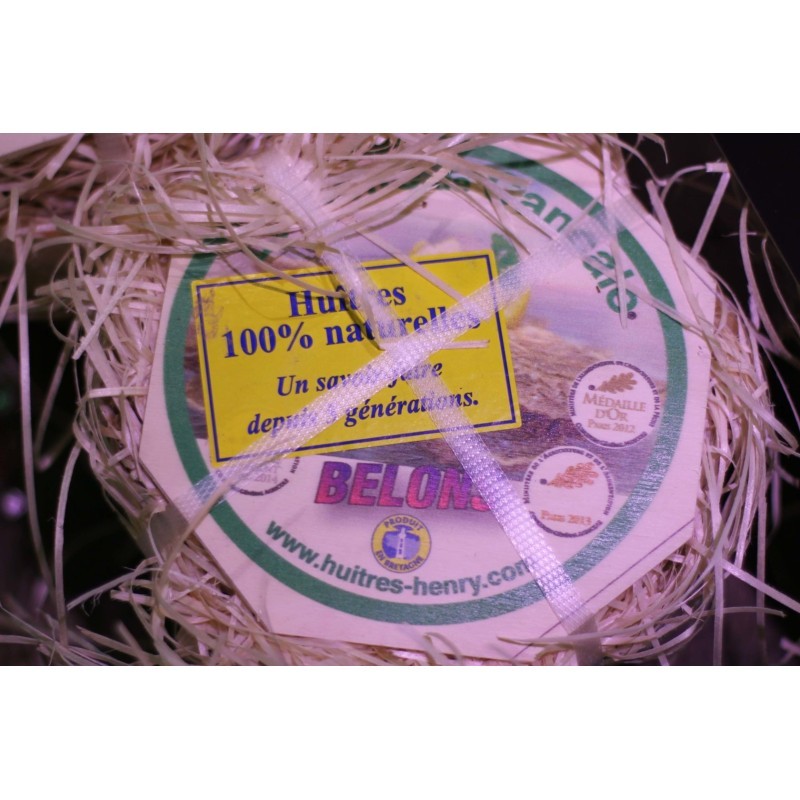 Cancale
Huîtres
100% naturelles
Un savoir-faire
depuis générations.
MÉDAILLE
D'OR
PARIS 2012
BELONS
PARIS 2013
PRODUIT
EN BRETAGNE
www.huitres-henry.com